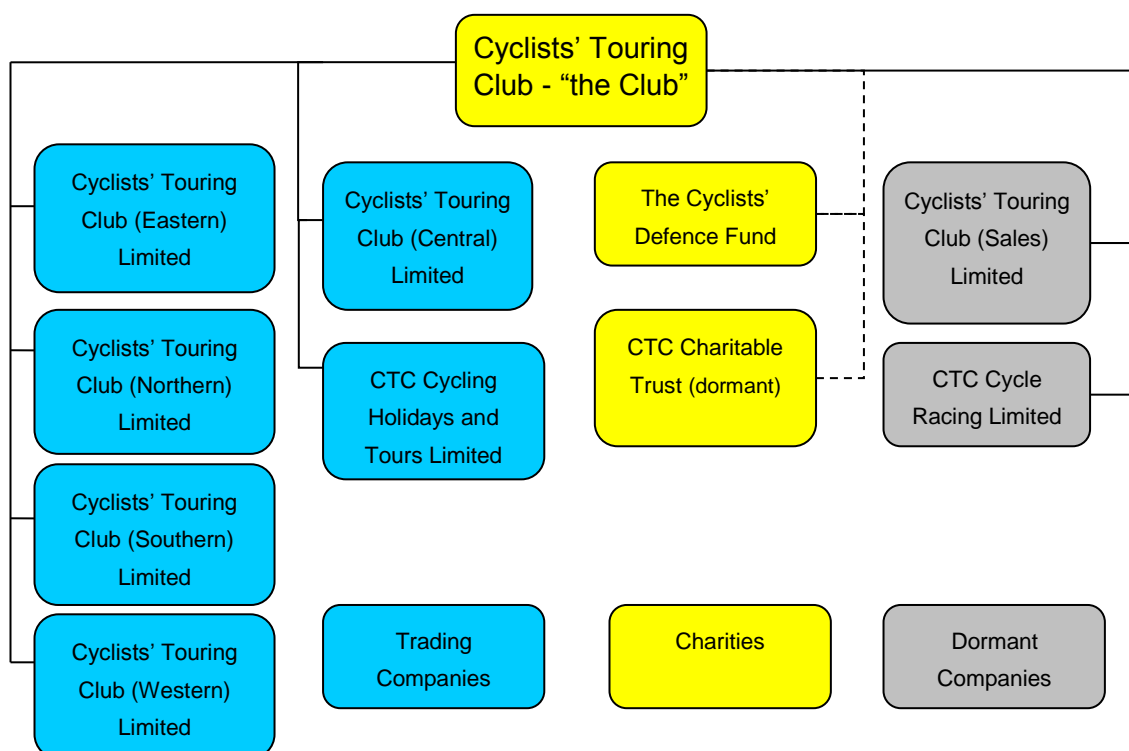 Cyclists’ Touring
Club - “the Club”
Cyclists’ Touring
Club (Eastern)
Limited
Cyclists’ Touring
Club (Northern)
Limited
Cyclists’ Touring
Club (Southern)
Limited
Cyclists’ Touring
Club (Western)
Limited
Cyclists’ Touring
Club (Central)
Limited
CTC Cycling
Holidays and
Tours Limited
The Cyclists’
Defence Fund
CTC Charitable
Trust (dormant)
Cyclists’ Touring
Club (Sales)
Limited
CTC Cycle
Racing Limited
Trading
Companies
Charities
Dormant
Companies